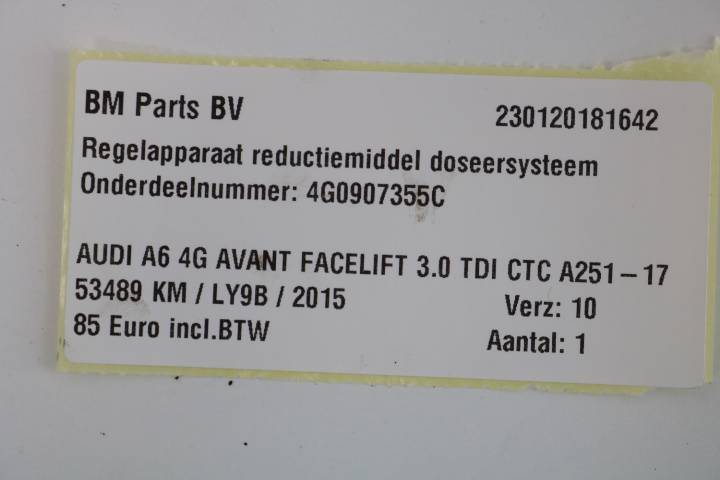 BM Parts BV 230120181642
Regelapparaat reductiemiddel doseersysteem
Onderdeelnummer: 4G0907355C
AUDI A6 4G AVANT FACELIFT 3.0 TDI CTC A251-17
53489 KM / LY9B / 2015 Verz: 10
85 Euro incl.BTW Aantal: 1